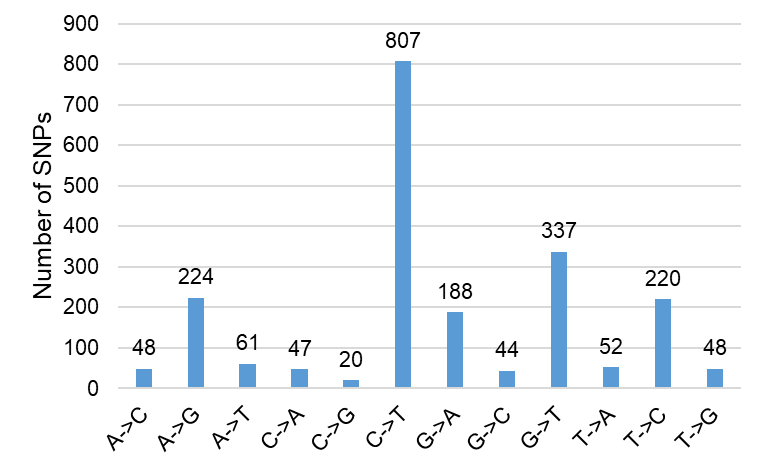 Number of SNPs
900
800
700
600
500
400
300
200
100
0
48
224
61
47
20
807
188
44
337
52
220
48
A->C
A->G
A->T
C->A
C->G
C->T
G->A
G->C
G->T
T->A
T->C
T->G